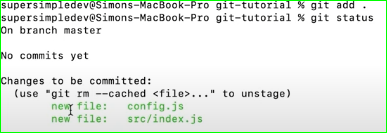 supersimpledev@Simons-MacBook-Pro git-tutorial % git add .
supersimpledev@Simons-MacBook-Pro git-tutorial % git status
On branch master
No commits yet
Changes to be committed:
(use "git rm --cached <file>..." to unstage)
new file: config.js
new file: src/index.js